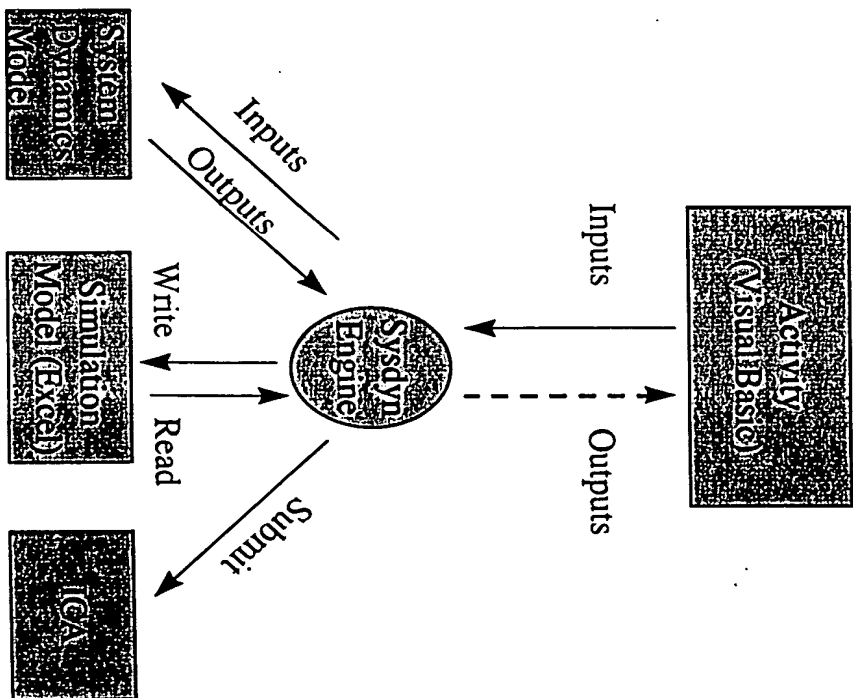 Activity
(Visual Basic)
Inputs
Outputs
Sysdyn
Engine
Inputs
Outputs
Write
Read
Submit
System
Dynamics
Model
Simulation
Model (Excel)
ICA